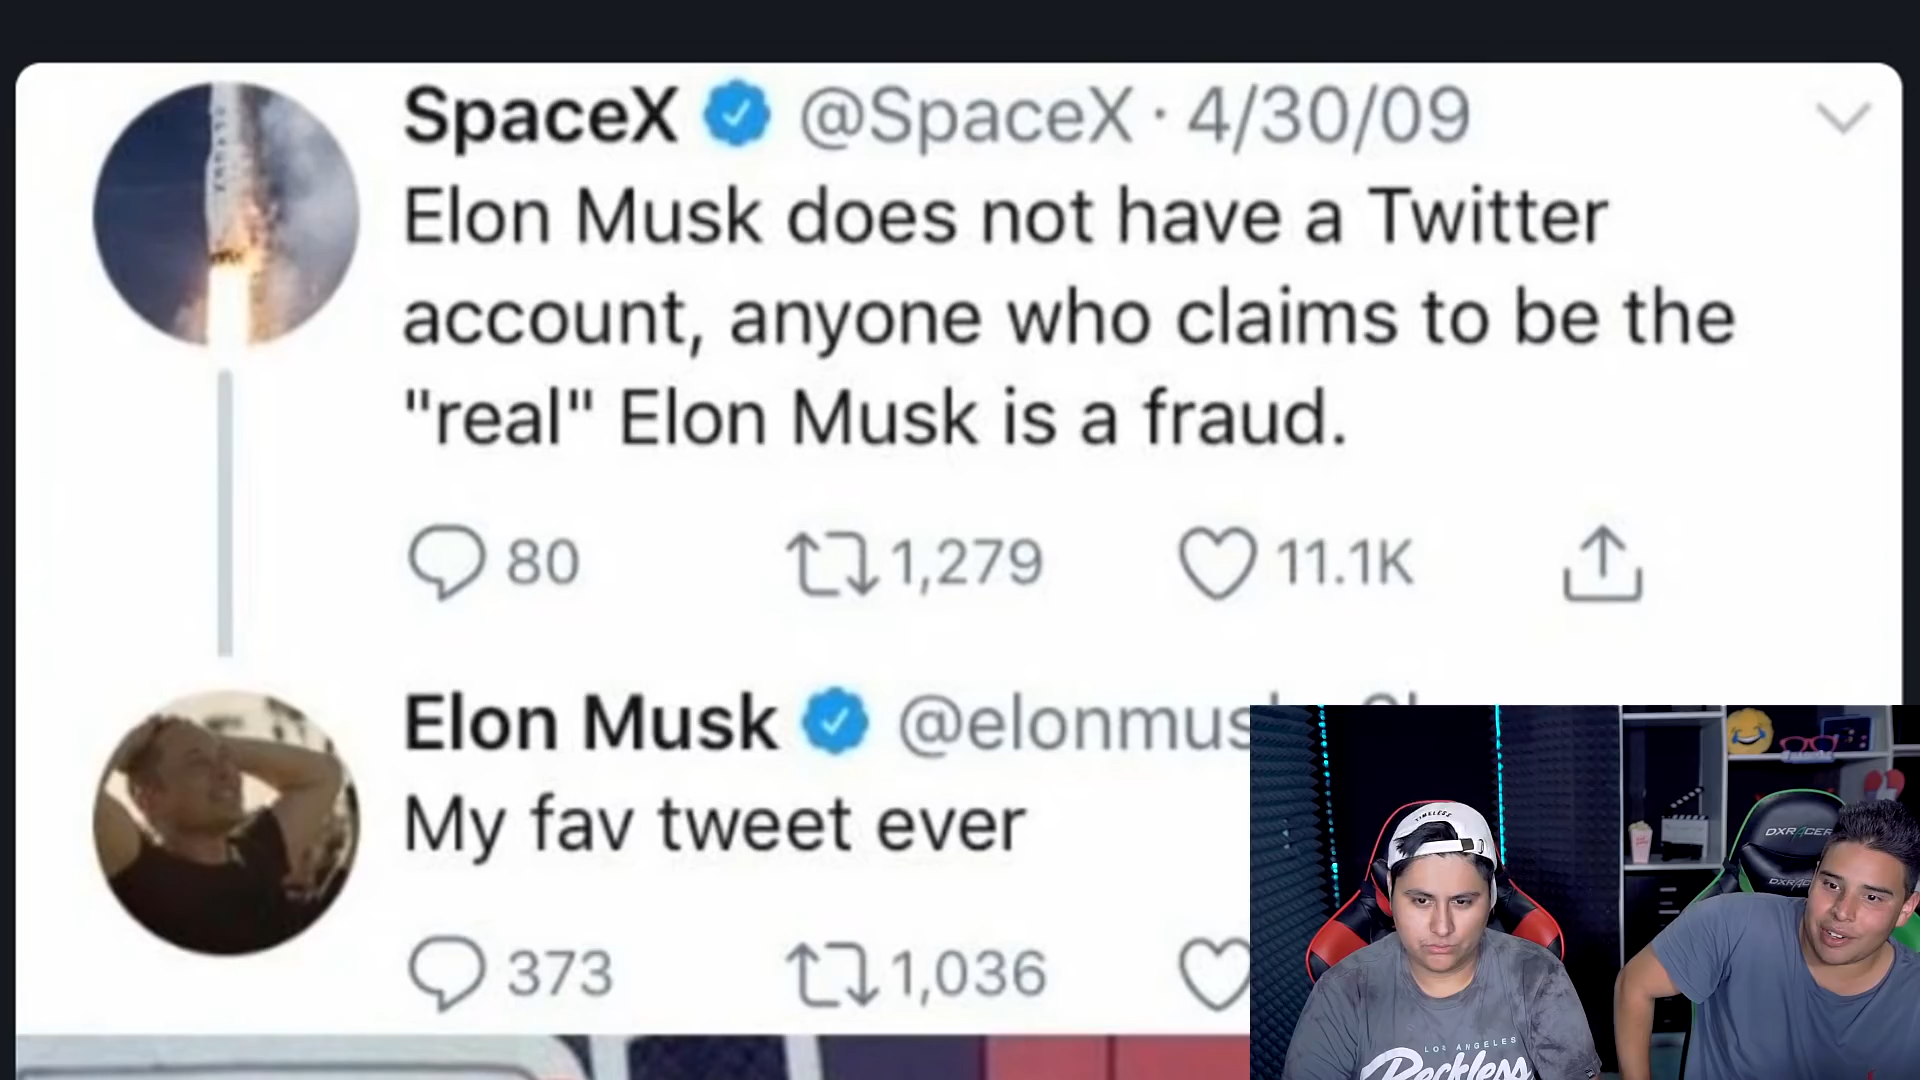 SpaceX @SpaceX · 4/30/09
Elon Musk does not have a Twitter
account, anyone who claims to be the
"real" Elon Musk is a fraud.
80 1,279 11.1K
Elon Musk @elonmus
My fav tweet ever
373 1,036
TIMELESS
DXRACER
LOS ANGELES
Reckless